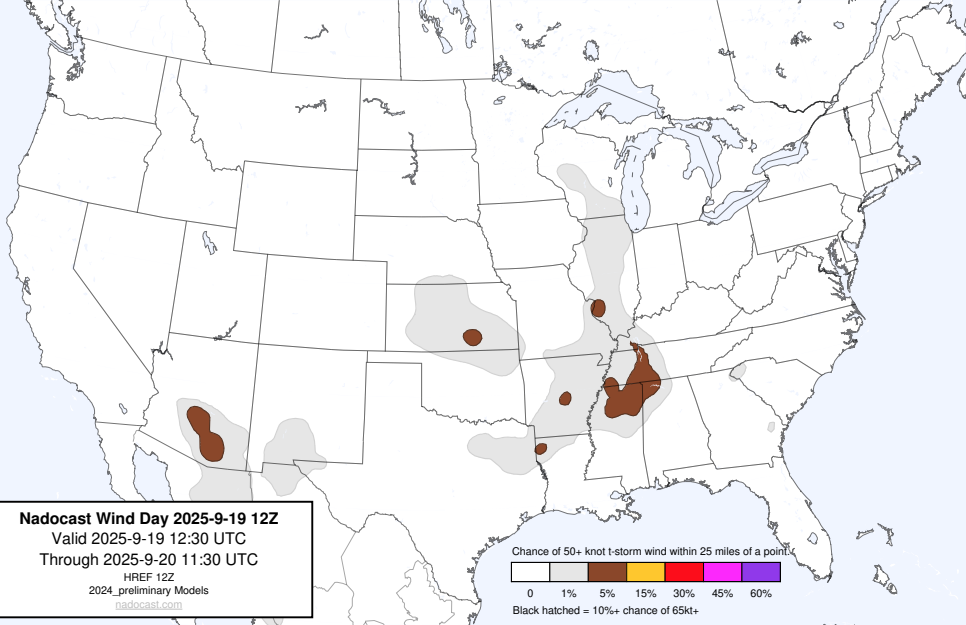 Nadocast Wind Day 2025-9-19 12Z
Valid 2025-9-19 12:30 UTC
Through 2025-9-20 11:30 UTC
HREF 12Z
2024_preliminary Models
nadocast.com
Chance of 50+ knot t-storm wind within 25 miles of a point.
0 1% 5% 15% 30% 45% 60%
Black hatched = 10%+ chance of 65kt+